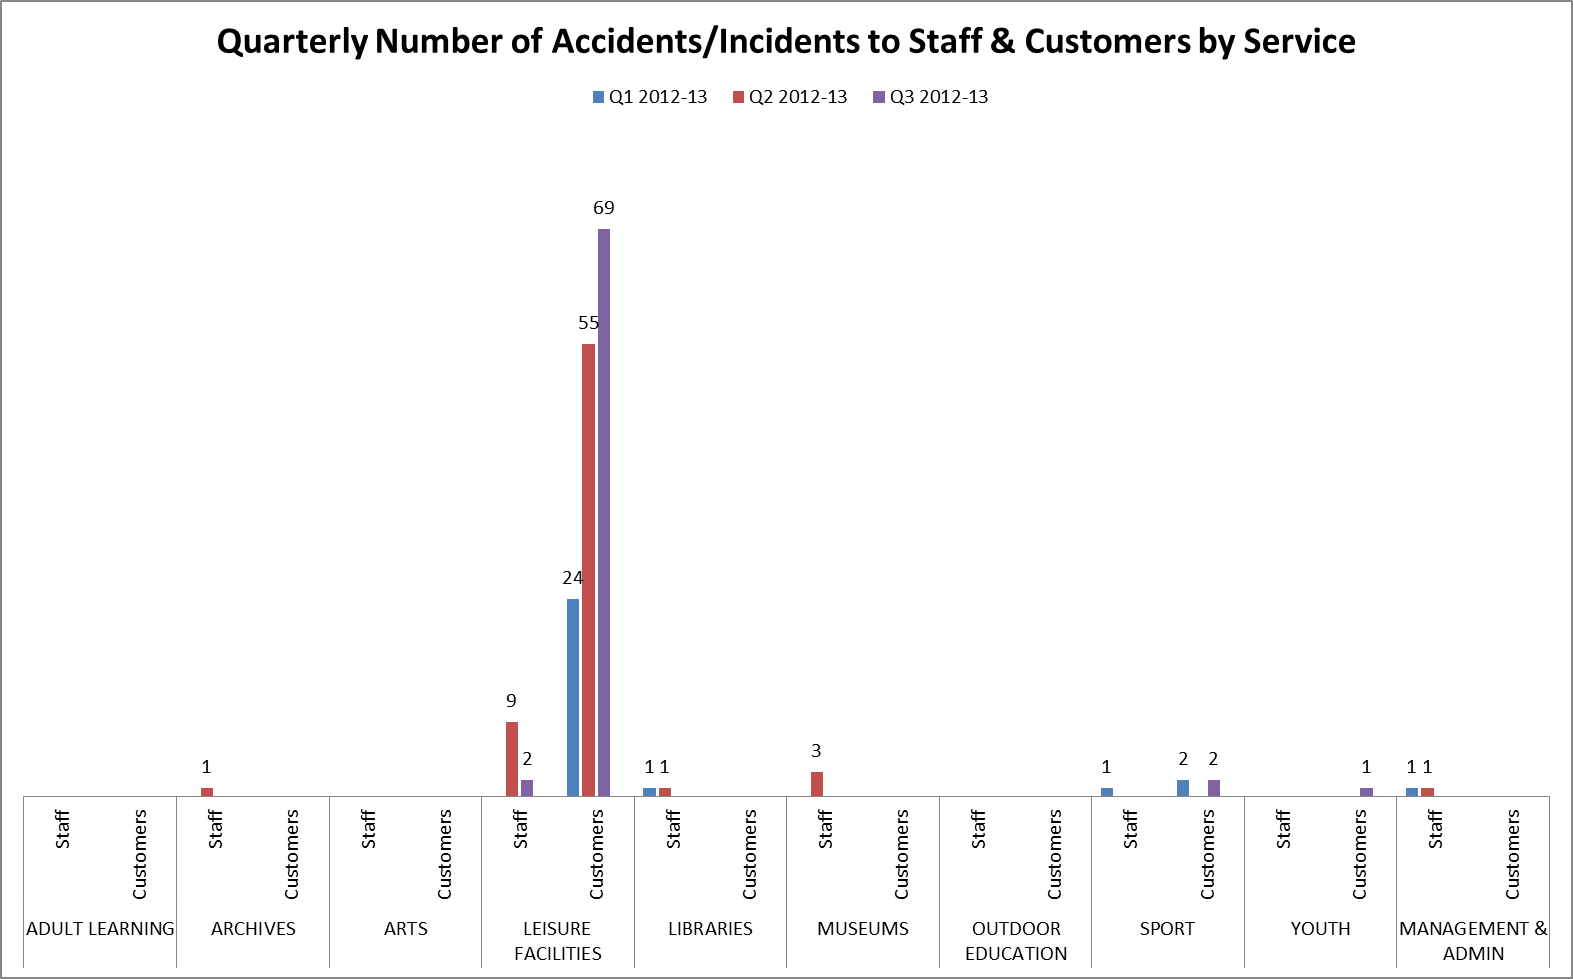 Quarterly Number of Accidents/Incidents to Staff & Customers by Service
Q1 2012-13 Q2 2012-13 Q3 2012-13
69
55
24
9
2
1
1 1
3
1
2 2
1
1 1
Staff Customers Staff Customers Staff Customers Staff Customers Staff Customers Staff Customers Staff Customers Staff Customers Staff Customers Staff Customers
ADULT LEARNING ARCHIVES ARTS LEISURE LIBRARIES MUSEUMS OUTDOOR SPORT YOUTH MANAGEMENT &
FACILITIES EDUCATION ADMIN